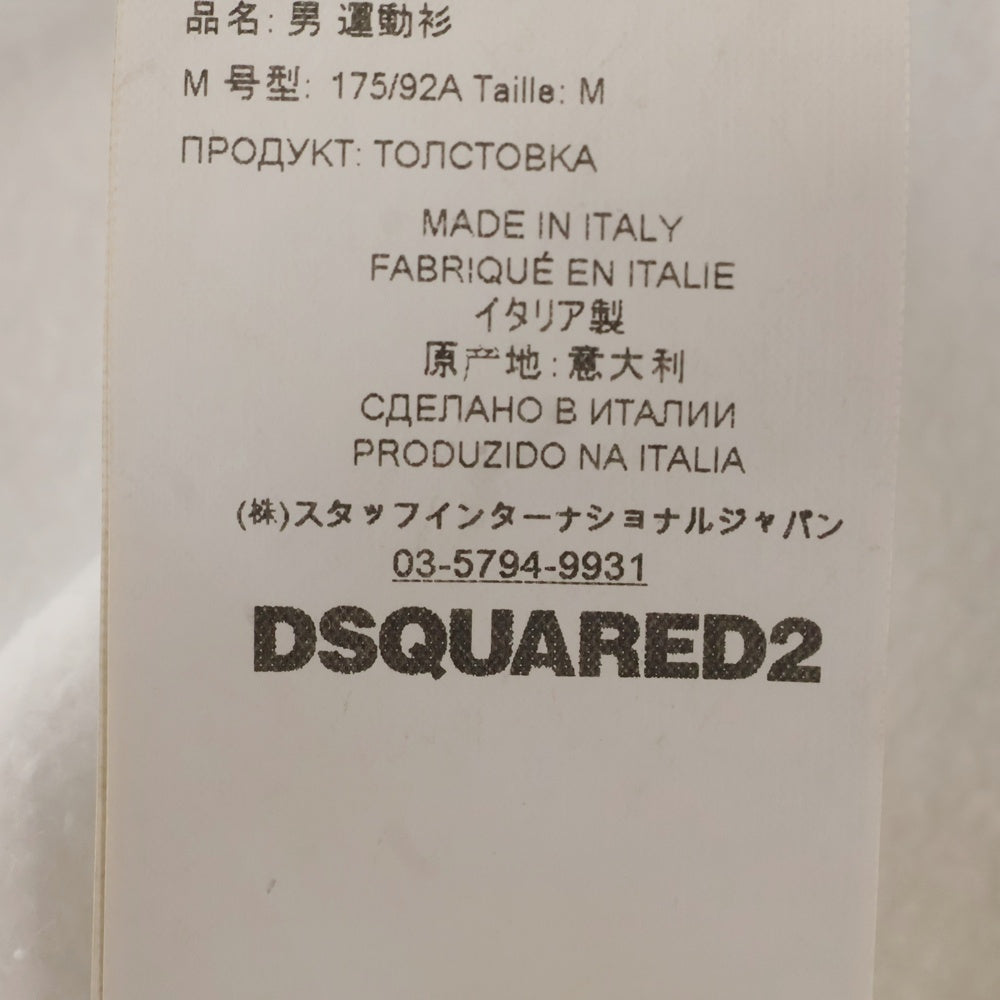 品名: 男 運動衫
M 号型: 175/92A Taille: M
ПРОДУКТ: ТОЛСТОВКА
MADE IN ITALY
FABRIQUÉ EN ITALIE
イタリア製
原产地: 意大利
СДЕЛАНО В ИТАЛИИ
PRODUZIDO NA ITALIA
(株)スタッフインターナショナルジャパン
03-5794-9931
DSQUARED2